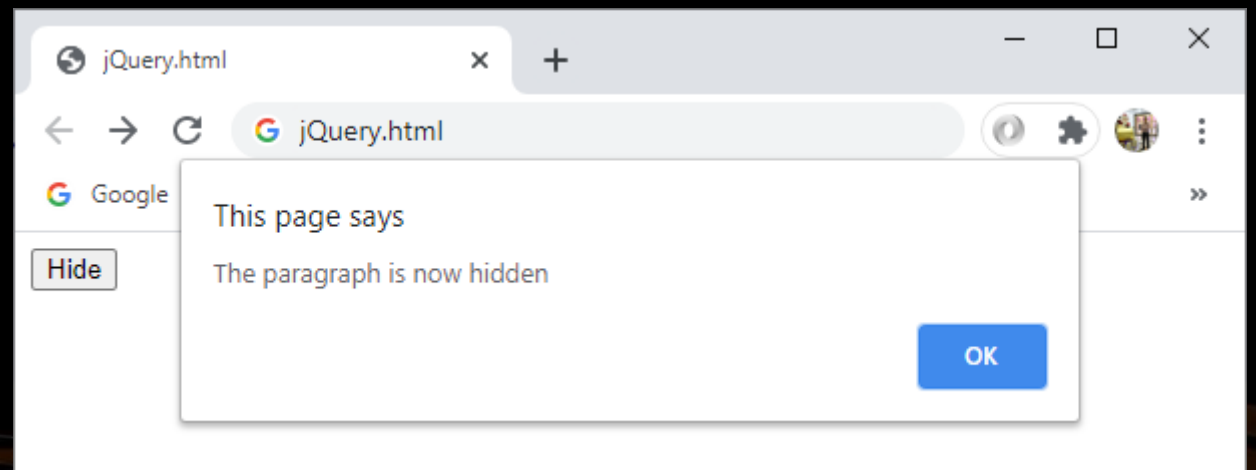 jQuery.html
jQuery.html
Google
This page says
Hide
The paragraph is now hidden
OK